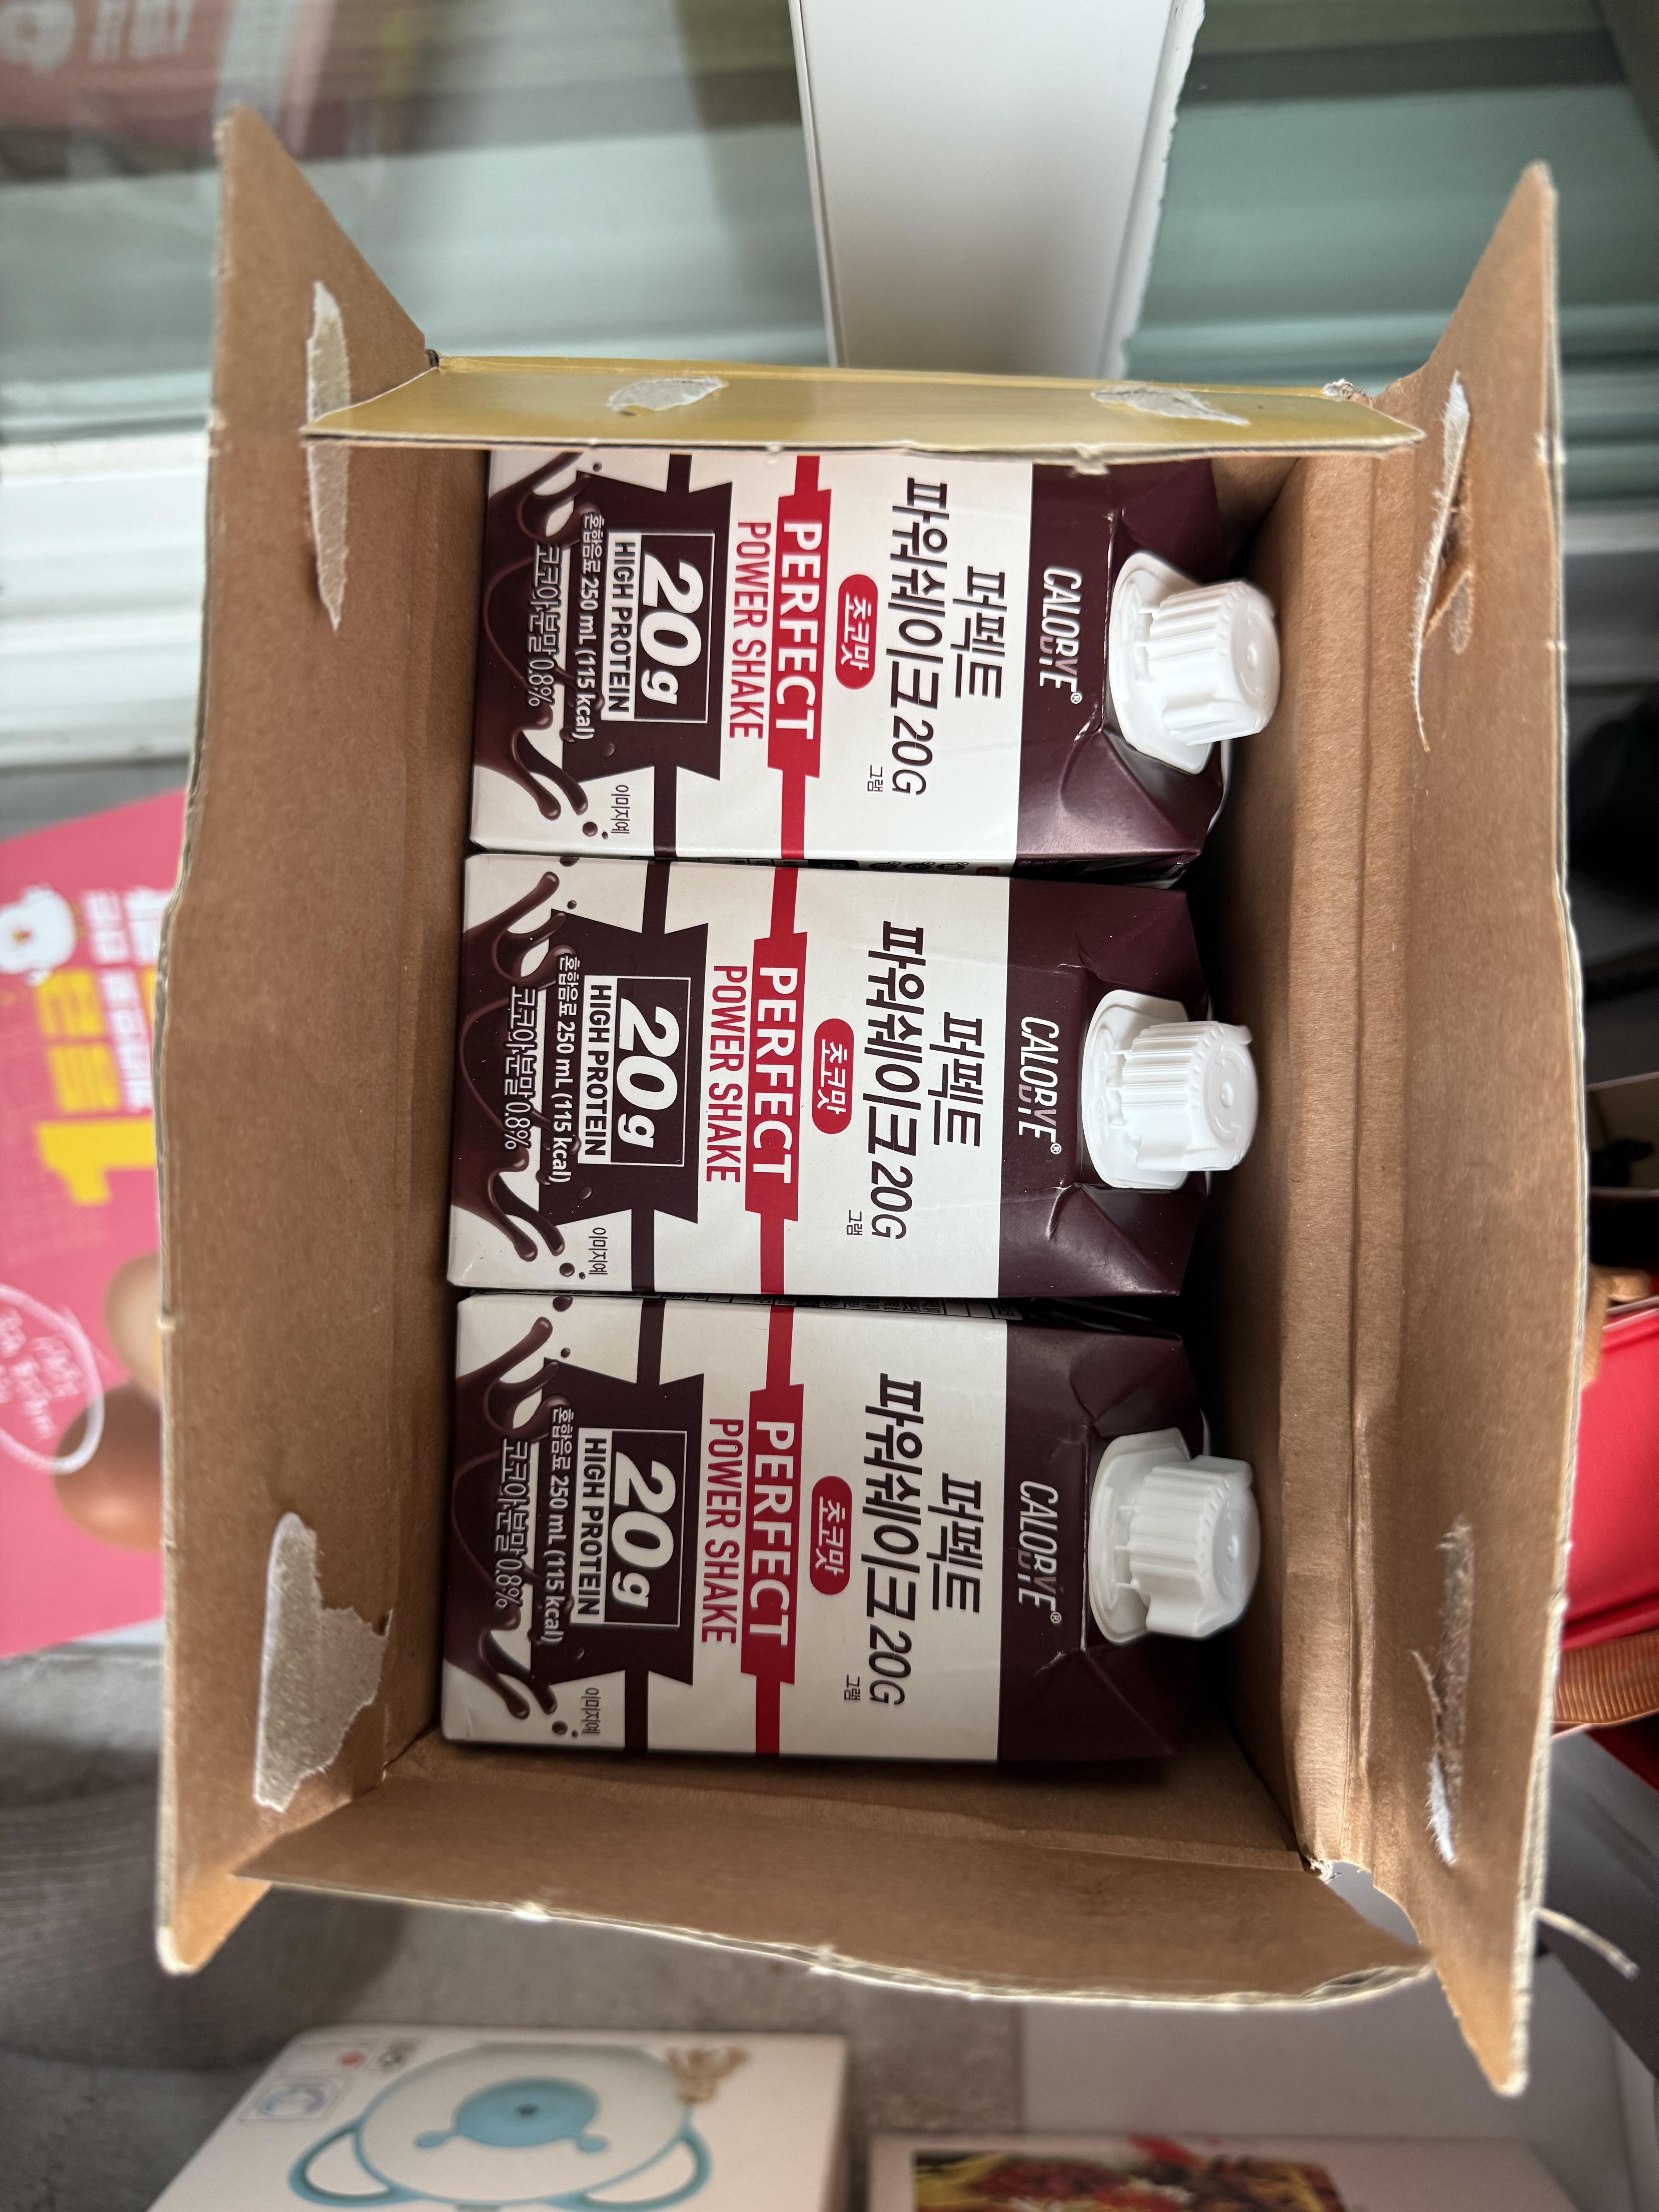 CALOBYE®
퍼펙트
파워쉐이크 20G
그램
초코맛
PERFECT
POWER SHAKE
20g
HIGH PROTEIN
혼합음료 250 mL (115 kcal)
코코아분말 0.8%
이미지예
CALOBYE®
퍼펙트
파워쉐이크 20G
그램
초코맛
PERFECT
POWER SHAKE
20g
HIGH PROTEIN
혼합음료 250 mL (115 kcal)
코코아분말 0.8%
이미지예
CALOBYE®
퍼펙트
파워쉐이크 20G
그램
초코맛
PERFECT
POWER SHAKE
20g
HIGH PROTEIN
혼합음료 250 mL (115 kcal)
코코아분말 0.8%
이미지예